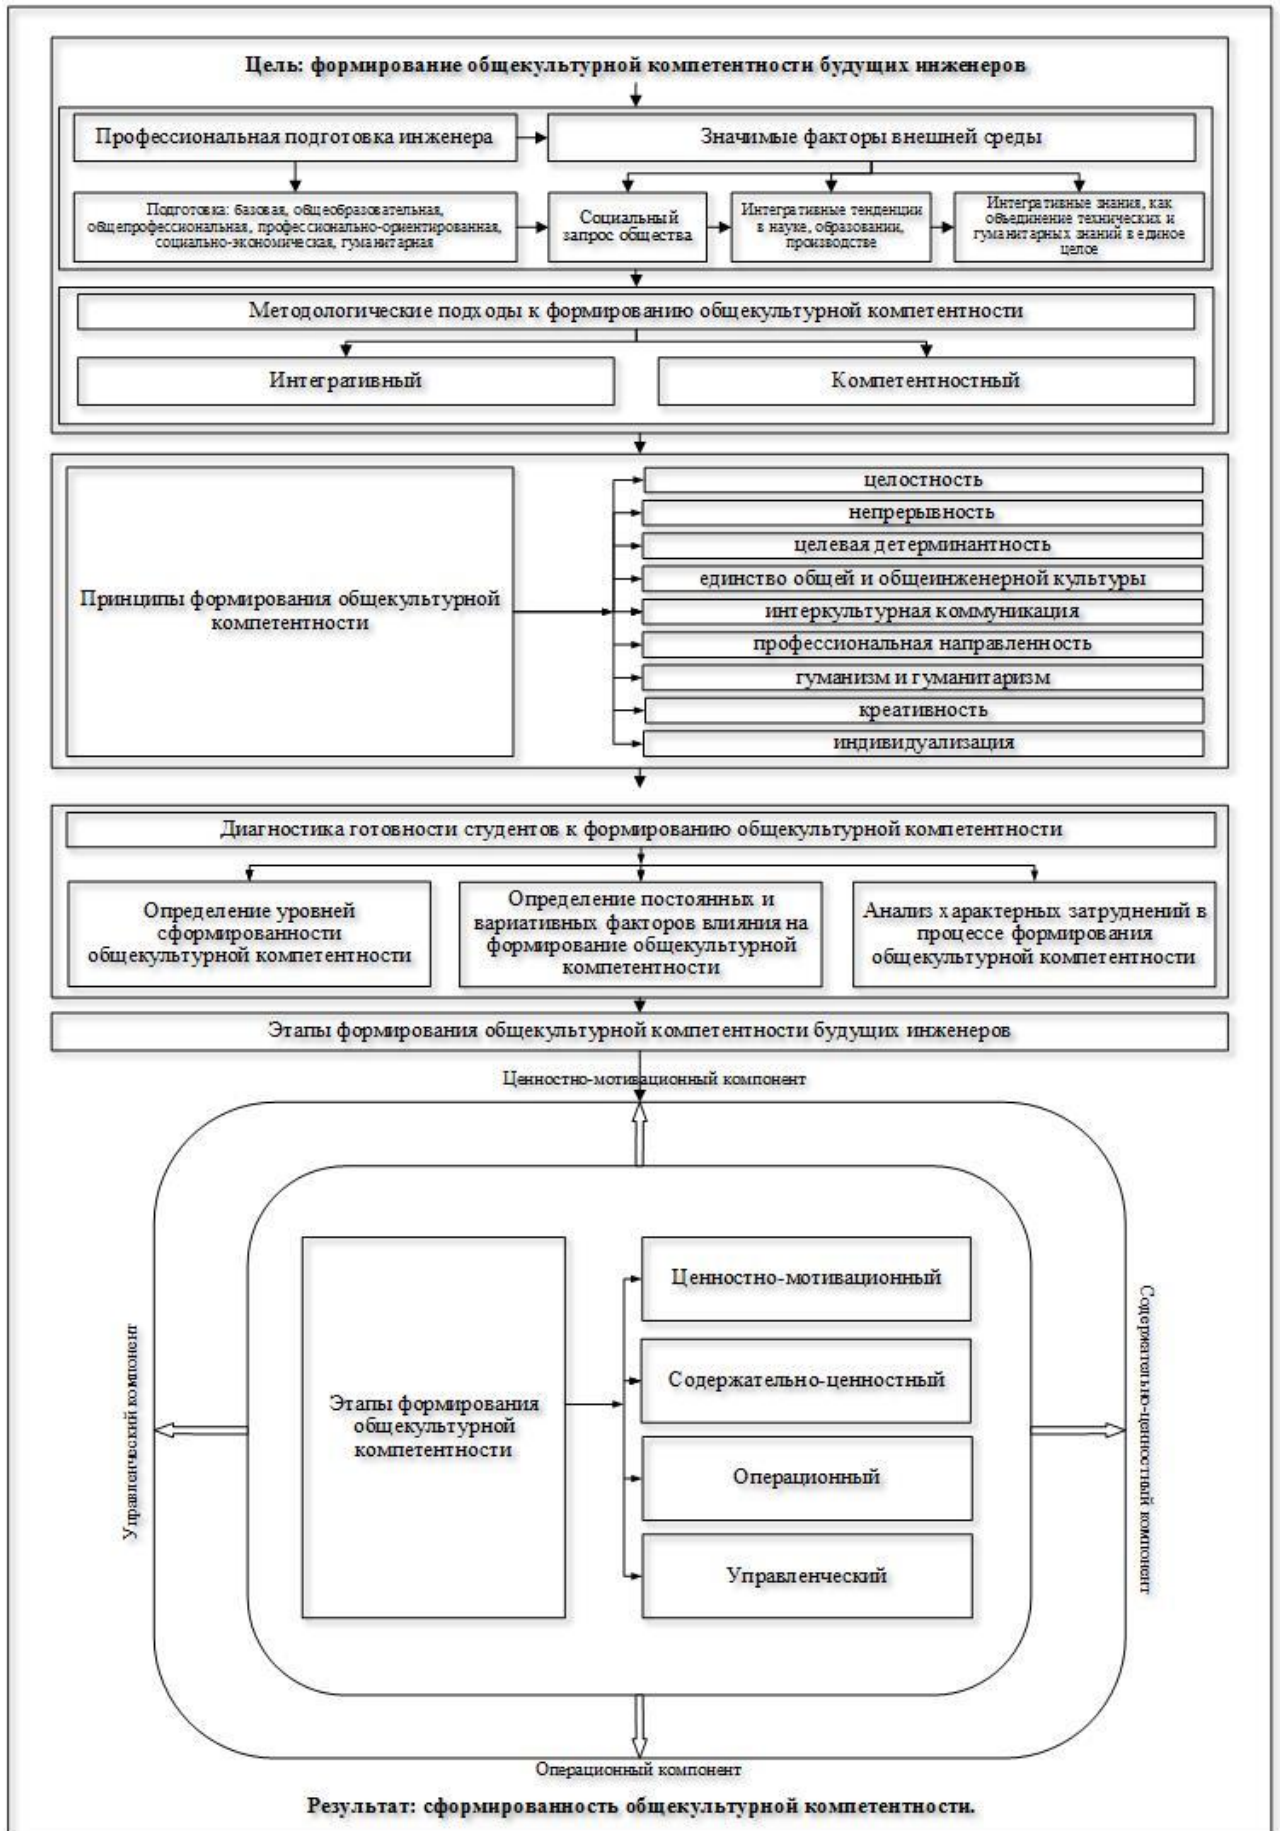 Цель: формирование общекультурной компетентности будущих инженеров
Профессиональная подготовка инженера
Значимые факторы внешней среды
Подготовка: базовая, общеобразовательная,
общепрофессиональная, профессионально-ориентированная,
социально-экономическая, гуманитарная
Социальный
запрос общества
Интегративные тенденции
в науке, образовании,
производстве
Интегративные знания, как
объединение технических и
гуманитарных знаний в единое
целое
Методологические подходы к формированию общекультурной компетентности
Интегративный
Компетентностный
Принципы формирования общекультурной
компетентности
целостность
непрерывность
целевая детерминантность
единство общей и общеинженерной культуры
интеркультурная коммуникация
профессиональная направленность
гуманизм и гуманитаризм
креативность
индивидуализация
Диагностика готовности студентов к формированию общекультурной компетентности
Определение уровней
сформированности
общекультурной компетентности
Определение постоянных и
вариативных факторов влияния на
формирование общекультурной
компетентности
Анализ характерных затруднений в
процессе формирования
общекультурной компетентности
Этапы формирования общекультурной компетентности будущих инженеров
Ценностно-мотивационный компонент
Управленческий компонент
Этапы формирования
общекультурной
компетентности
Ценностно-мотивационный
Содержательно-ценностный
Операционный
Управленческий
Содержательно-ценностный компонент
Операционный компонент
Результат: сформированность общекультурной компетентности.